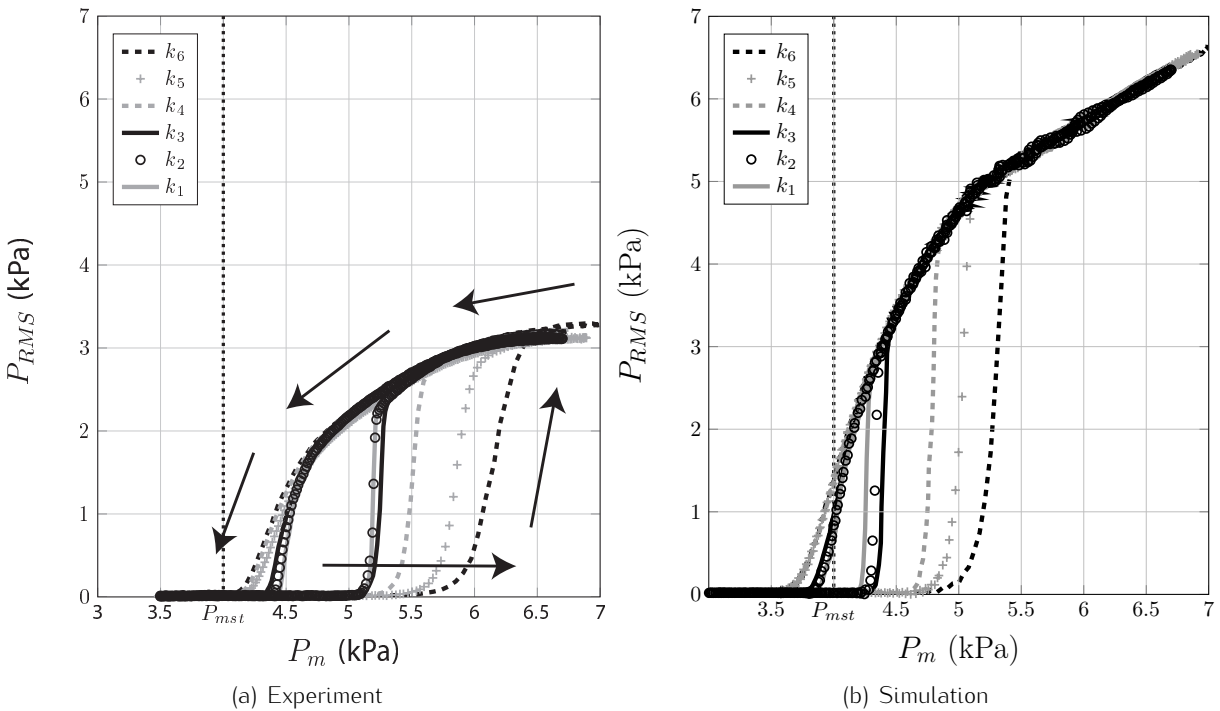 7
6
5
4
3
2
1
0
P_RMS (kPa)
k6
k5
k4
k3
k2
k1
3
P_mst
4.5
5
5.5
6
6.5
7
P_m (kPa)
(a) Experiment
7
6
5
4
3
2
1
0
P_RMS (kPa)
k6
k5
k4
k3
k2
k1
3.5
P_mst
4.5
5
5.5
6
6.5
7
P_m (kPa)
(b) Simulation